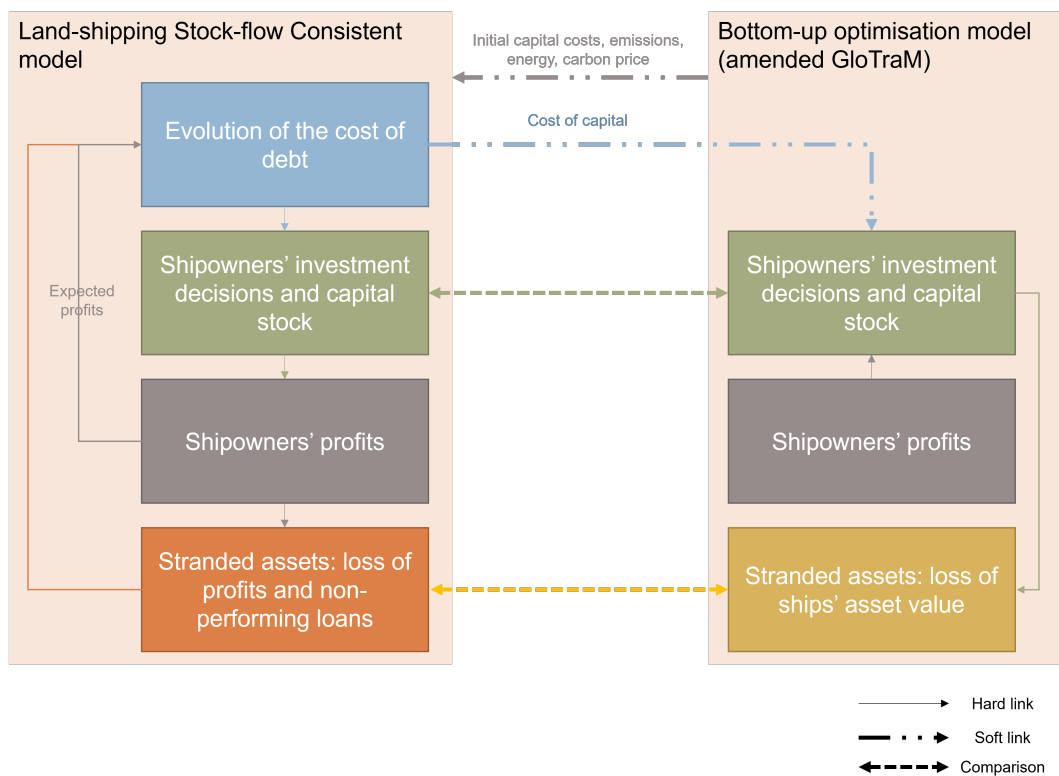 Land-shipping Stock-flow Consistent
model
Initial capital costs, emissions,
energy, carbon price
Bottom-up optimisation model
(amended GloTraM)
Evolution of the cost of
debt
Cost of capital
Shipowners’ investment
decisions and capital
stock
Shipowners’ investment
decisions and capital
stock
Expected
profits
Shipowners’ profits
Shipowners’ profits
Stranded assets: loss of
profits and non-
performing loans
Stranded assets: loss of
ships’ asset value
Hard link
Soft link
Comparison